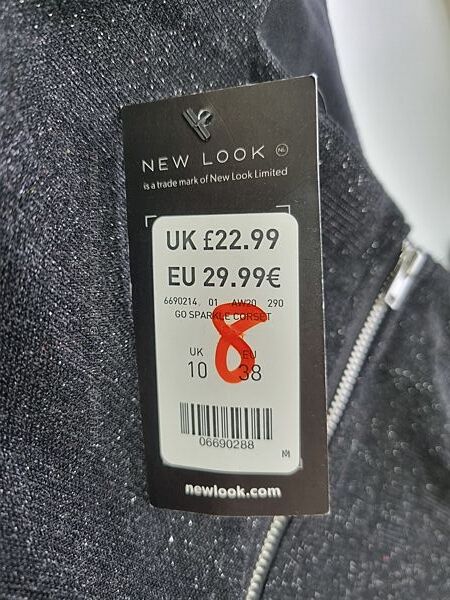 NEW LOOK NL
is a trade mark of New Look Limited
UK £22.99
EU 29.99€
6690214 01 AW20 290
GO SPARKLE CORSET
8
UK EU
10 38
06690288
M
newlook.com